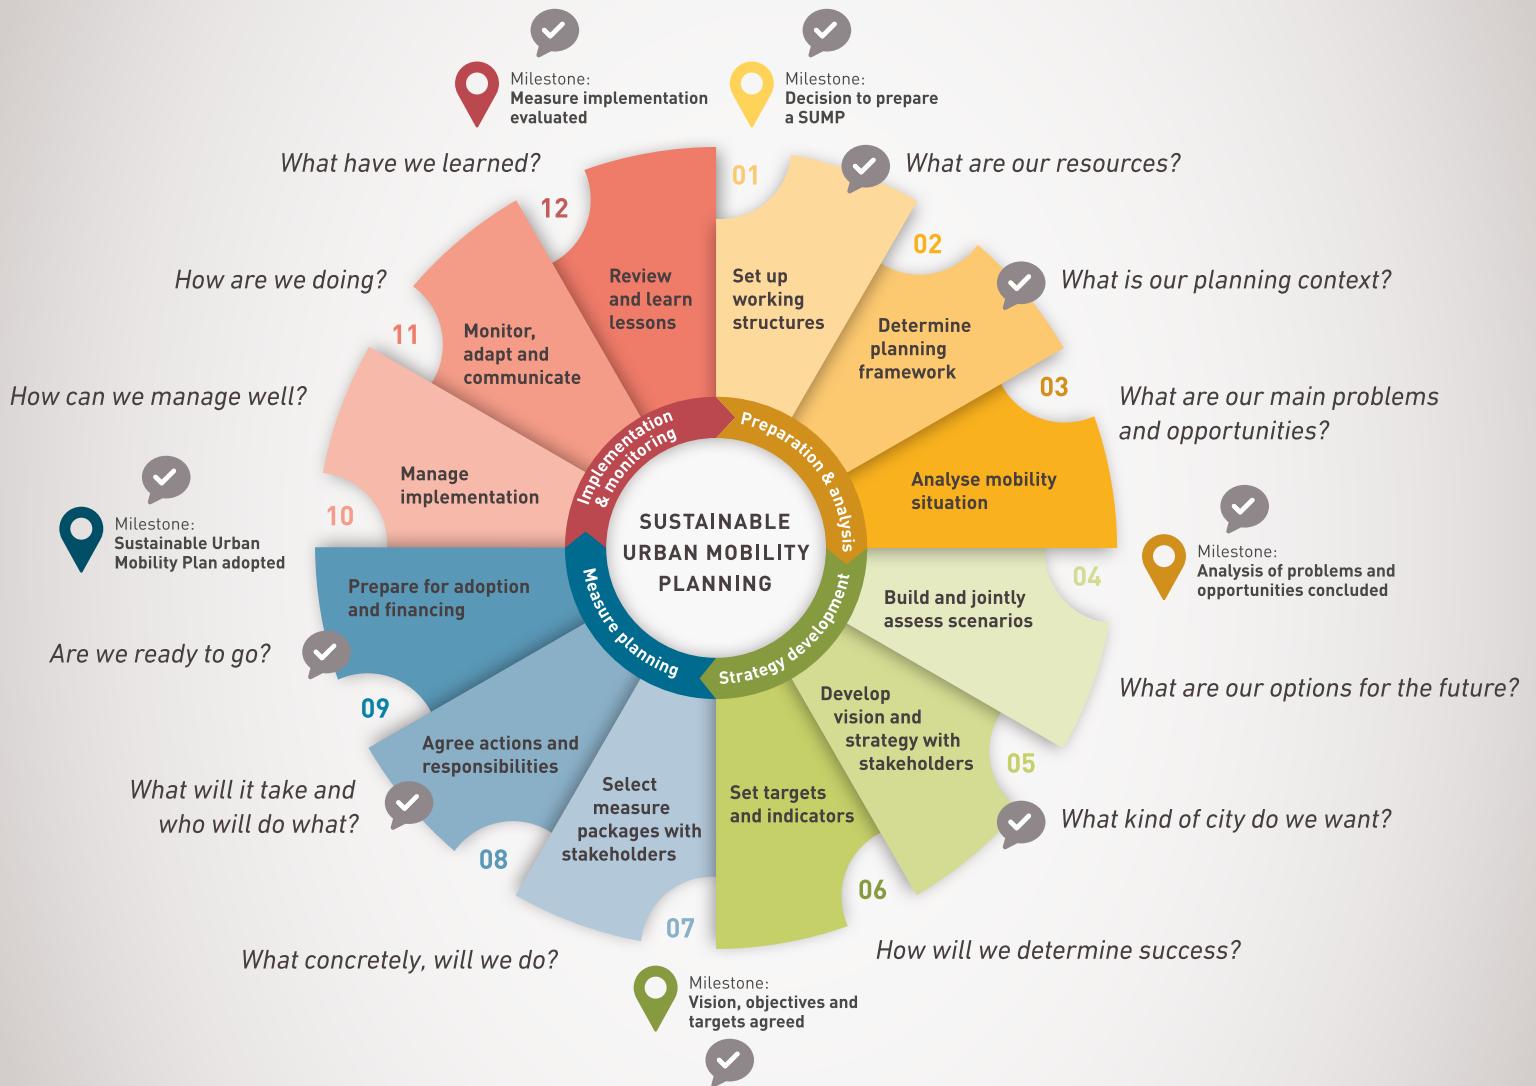 Milestone:
Measure implementation
evaluated
Milestone:
Decision to prepare
a SUMP
What have we learned?
What are our resources?
01
12
02
Review
and learn
lessons
Set up
working
structures
How are we doing?
What is our planning context?
11
Monitor,
adapt and
communicate
Determine
planning
framework
03
How can we manage well?
What are our main problems
and opportunities?
Manage
implementation
Analyse mobility
situation
10
Milestone:
Sustainable Urban
Mobility Plan adopted
Milestone:
Analysis of problems and
opportunities concluded
Implementation
& monitoring
Preparation & analysis
SUSTAINABLE
URBAN MOBILITY
PLANNING
Measure planning
Strategy development
04
Prepare for adoption
and financing
Build and jointly
assess scenarios
Are we ready to go?
What are our options for the future?
09
Agree actions and
responsibilities
Develop
vision and
strategy with
stakeholders
05
Select
measure
packages with
stakeholders
Set targets
and indicators
What will it take and
who will do what?
What kind of city do we want?
08
06
07
What concretely, will we do?
How will we determine success?
Milestone:
Vision, objectives and
targets agreed